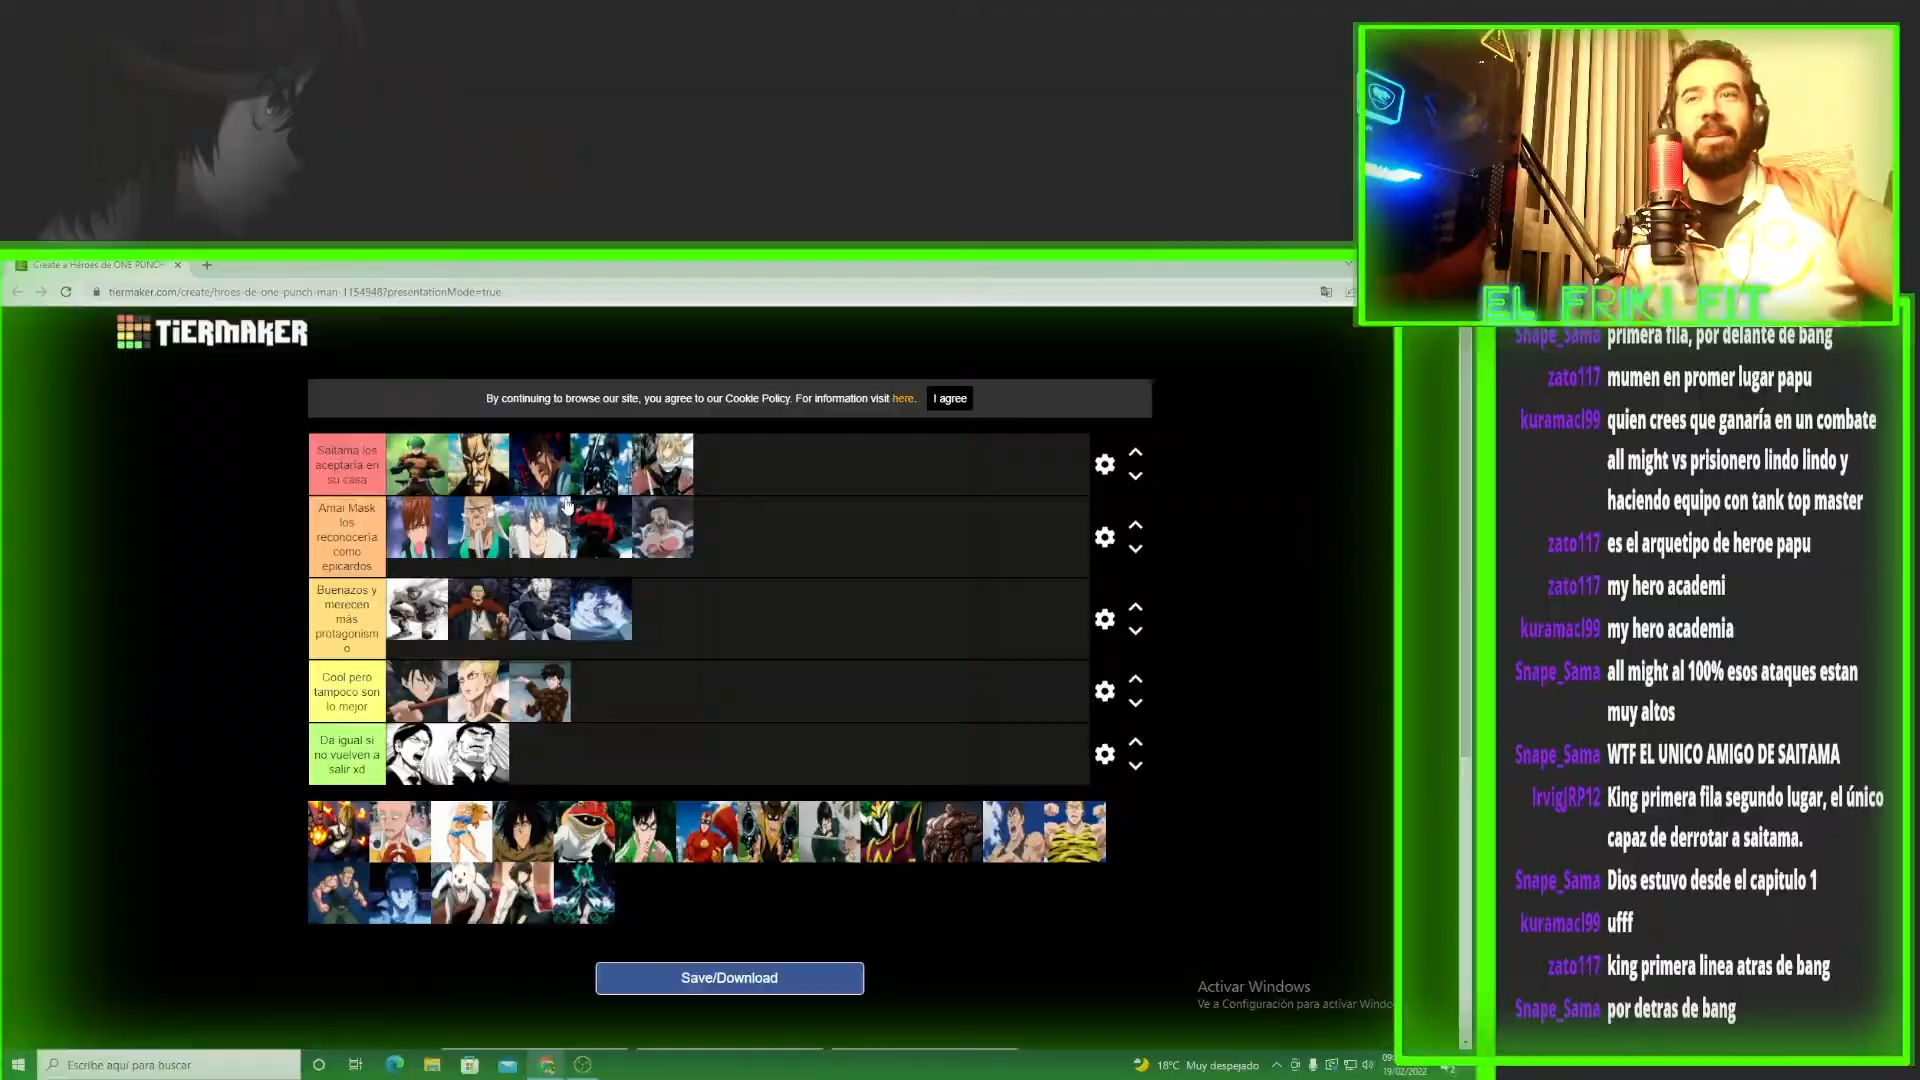 Create a Héroes de ONE PUNCH
tiermaker.com/create/hroes-de-one-punch-man-1154948?presentationMode=true
TiERMAKER
By continuing to browse our site, you agree to our Cookie Policy. For information visit here. I agree
Saitama los
aceptaría en
su casa
Amai Mask
los
reconocería
como
epicardos
Buenazos y
merecen
más
protagonism
o
Cool pero
tampoco son
lo mejor
Da igual si
no vuelven a
salir xd
Save/Download
Activar Windows
Ve a Configuración para activar Windo
Escribe aquí para buscar
18°C Muy despejado
19/02/2022
EL FRIKI FIT
Snape_Sama primera fila, por delante de bang
zato117 mumen en promer lugar papu
kuramacl99 quien crees que ganaría en un combate
all might vs prisionero lindo lindo y
haciendo equipo con tank top master
zato117 es el arquetipo de heroe papu
zato117 my hero academi
kuramacl99 my hero academia
Snape_Sama all might al 100% esos ataques estan
muy altos
Snape_Sama WTF EL UNICO AMIGO DE SAITAMA
IrvigJRP12 King primera fila segundo lugar, el único
capaz de derrotar a saitama.
Snape_Sama Dios estuvo desde el capitulo 1
kuramacl99 ufff
zato117 king primera linea atras de bang
Snape_Sama por detras de bang